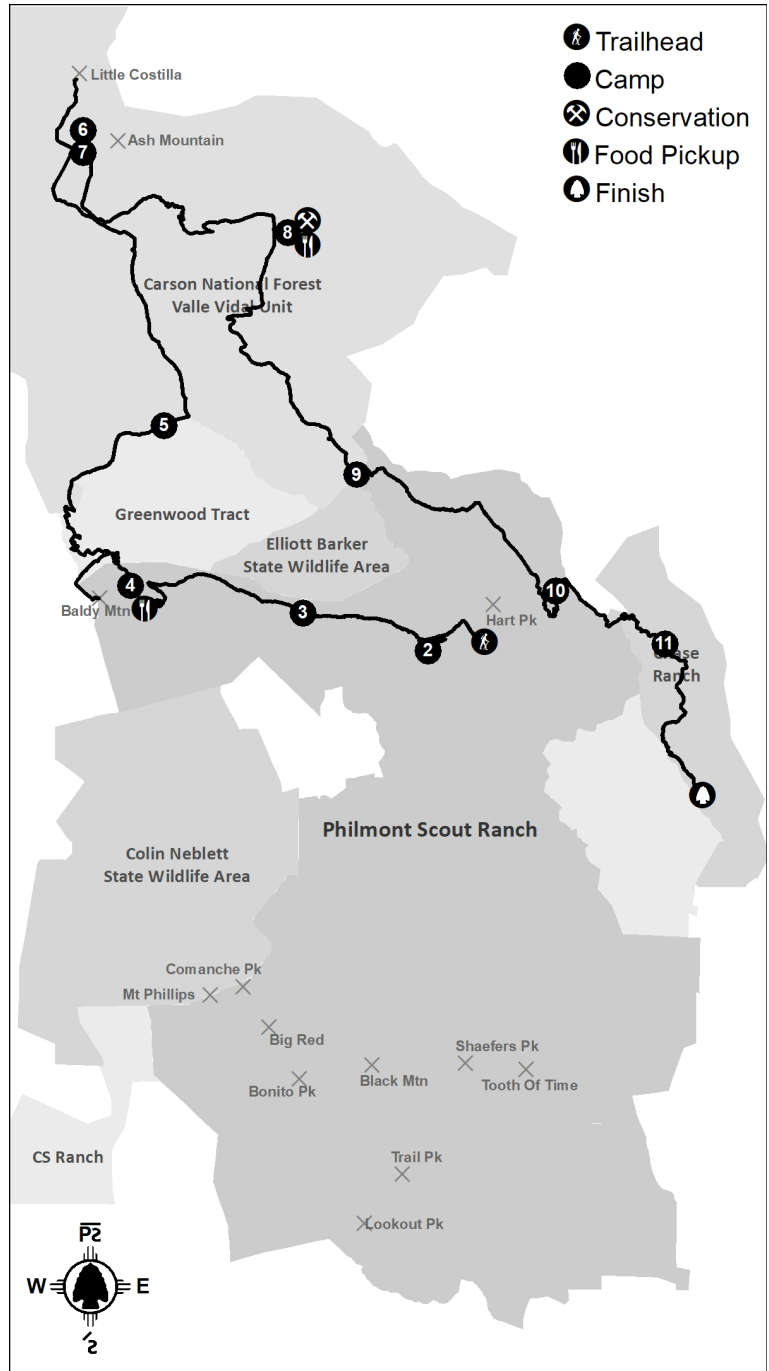 Trailhead
Camp
Conservation
Food Pickup
Finish
Little Costilla
6
7
Ash Mountain
8
Carson National Forest
Valle Vidal Unit
5
9
Greenwood Tract
Elliott Barker
State Wildlife Area
4
10
Baldy Mtn
3
Hart Pk
2
11
Chase
Ranch
Philmont Scout Ranch
Colin Neblett
State Wildlife Area
Comanche Pk
Mt Phillips
Big Red
Shaefers Pk
Black Mtn
Bonito Pk
Tooth Of Time
CS Ranch
Trail Pk
Lookout Pk
W
E